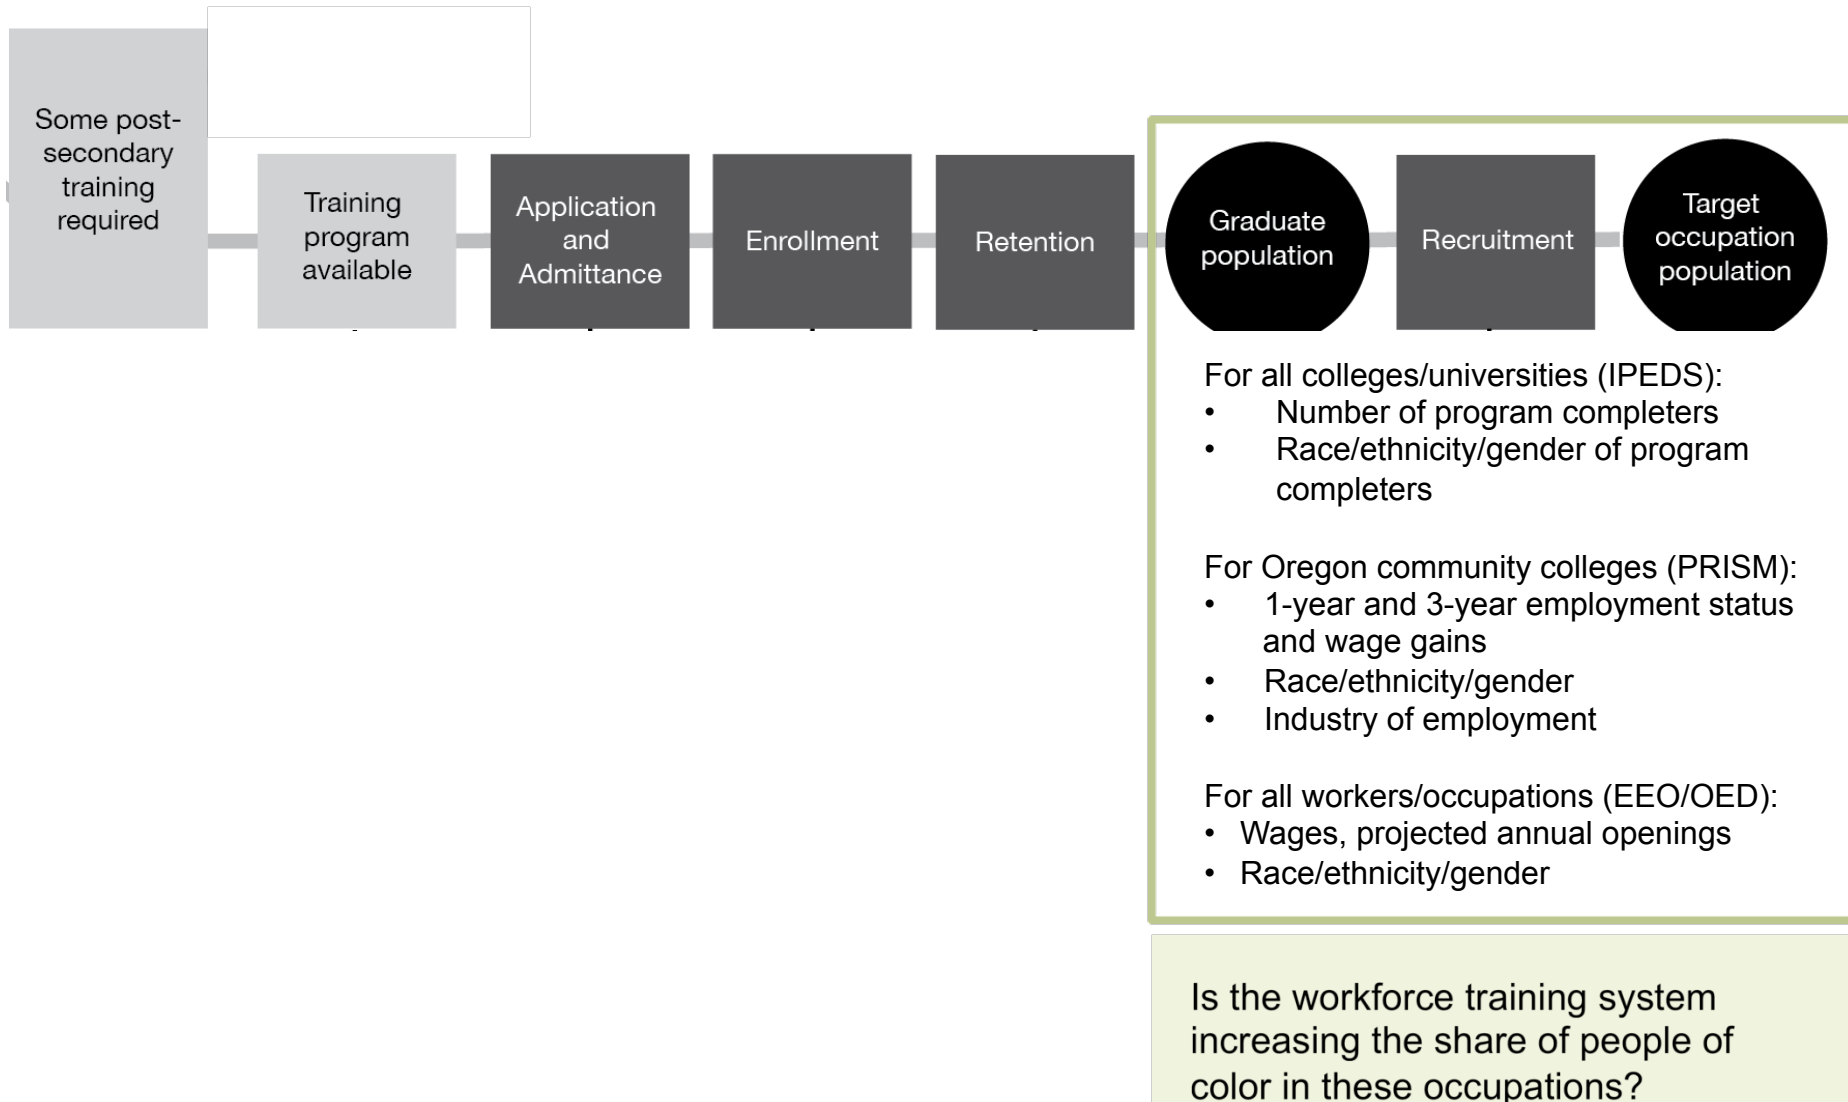 Some post-
secondary
training
required
Training
program
available
Application
and
Admittance
Enrollment
Retention
Graduate
population
Recruitment
Target
occupation
population
For all colleges/universities (IPEDS):
• Number of program completers
• Race/ethnicity/gender of program
completers
For Oregon community colleges (PRISM):
• 1-year and 3-year employment status
and wage gains
• Race/ethnicity/gender
• Industry of employment
For all workers/occupations (EEO/OED):
• Wages, projected annual openings
• Race/ethnicity/gender
Is the workforce training system
increasing the share of people of
color in these occupations?